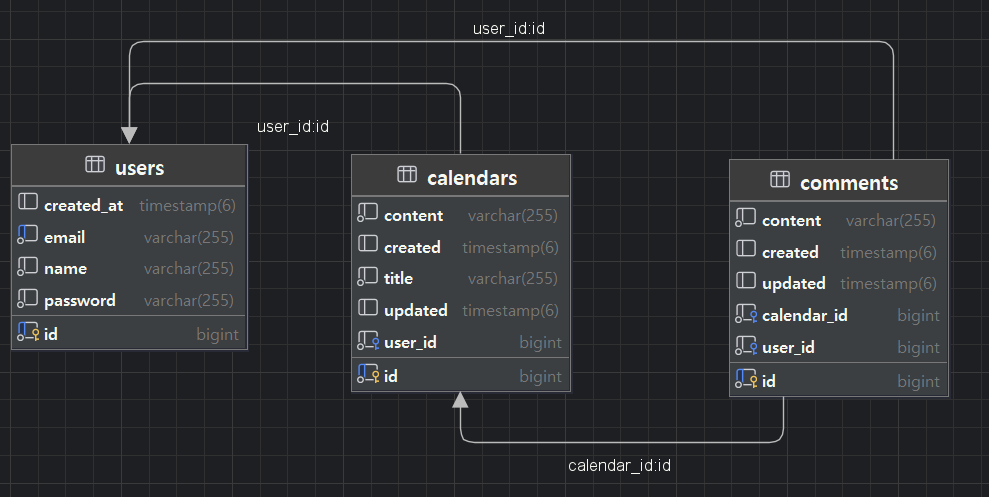 user_id:id
user_id:id
users
created_at timestamp(6)
email varchar(255)
name varchar(255)
password varchar(255)
id bigint
calendars
content varchar(255)
created timestamp(6)
title varchar(255)
updated timestamp(6)
user_id bigint
id bigint
comments
content varchar(255)
created timestamp(6)
updated timestamp(6)
calendar_id bigint
user_id bigint
id bigint
calendar_id:id